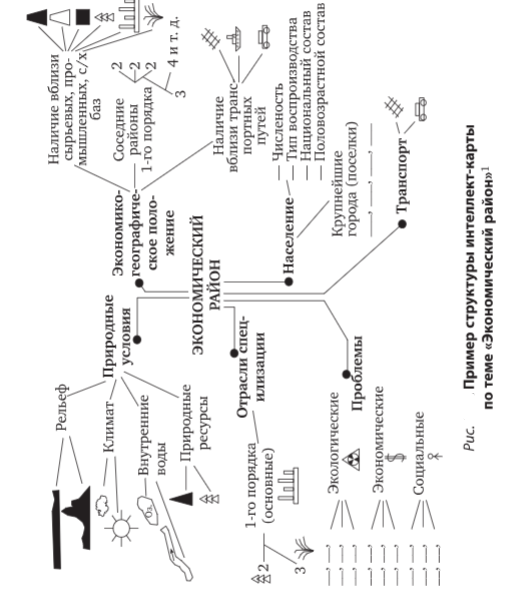 Рельеф
Климат
Внутренние
воды
Оз.
Природные
ресурсы
Природные
условия
Экономико-
географиче-
ское поло-
жение
Наличие вблизи
сырьевых, про-
мышленных, с/х
баз
Соседние
районы
1-го порядка
2
2
2
4 и т. д.
3
Наличие
вблизи транс
портных
путей
ЭКОНОМИЧЕСКИЙ
РАЙОН
Отрасли спец-
илизации
1-го порядка
(основные)
2
3
Население
— Численость
— Тип воспроизводства
— Национальный состав
— Половозрастной состав
Крупнейшие
города (поселки)
Транспорт
Проблемы
Экологические
Экономические
Социальные
Рис. Пример структуры интеллект-карты
по теме «Экономический район»¹